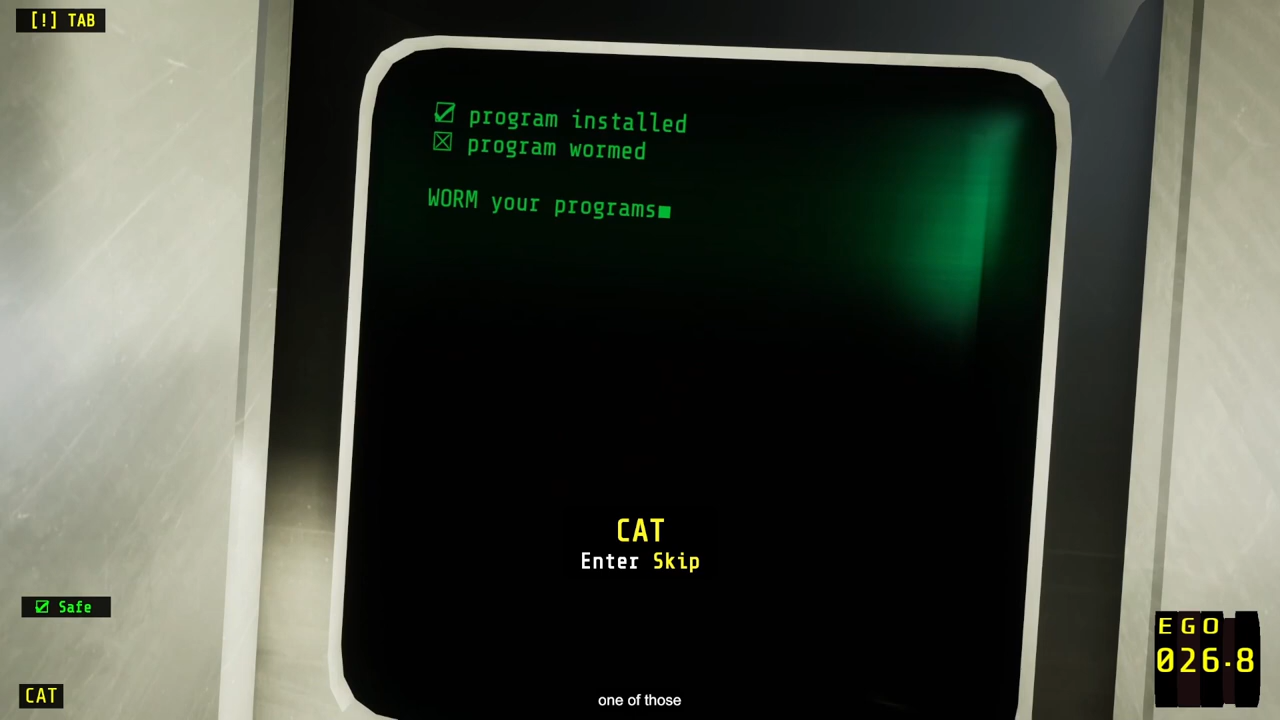 [!] TAB
☑ program installed
☒ program wormed
WORM your programs■
CAT
Enter Skip
☑ Safe
EGO
026.8
CAT
one of those